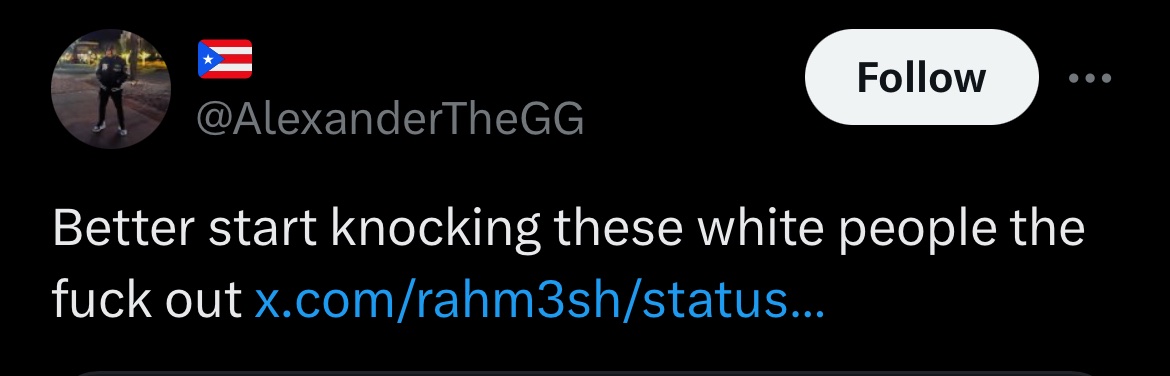 @AlexanderTheGG
Follow
Better start knocking these white people the
fuck out x.com/rahm3sh/status...